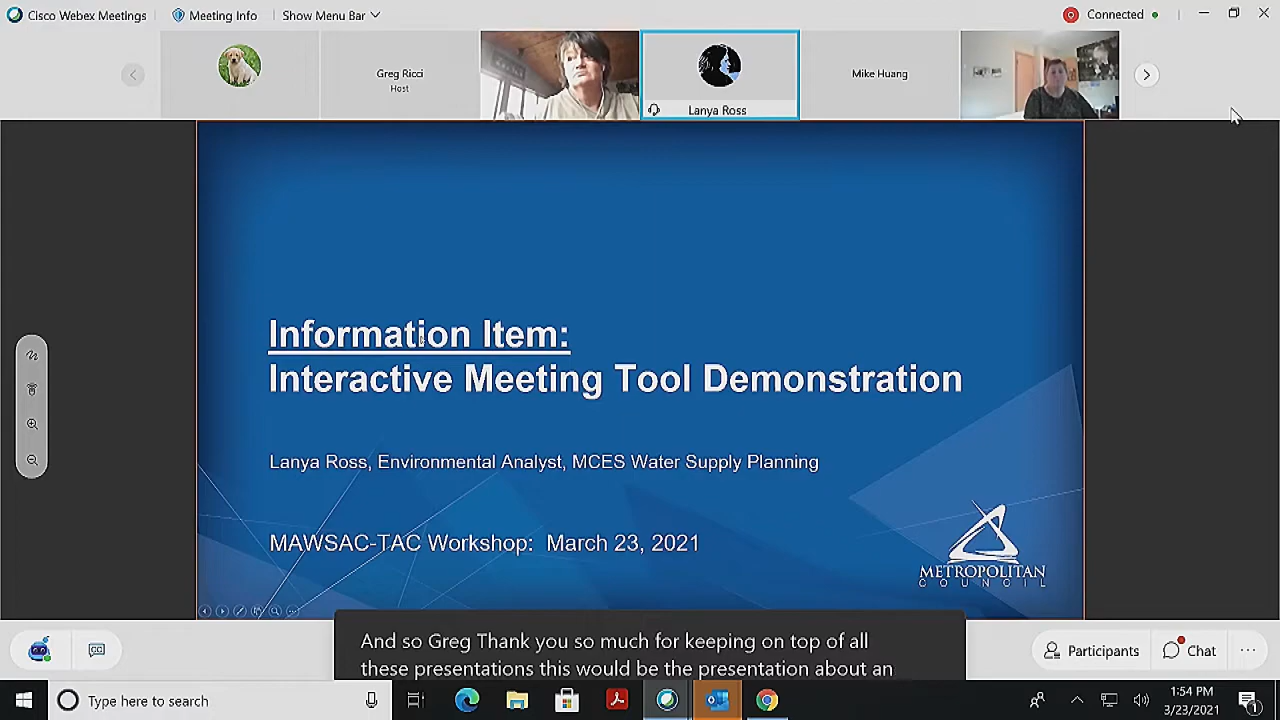 Cisco Webex Meetings
Meeting Info
Show Menu Bar
Connected
Greg Ricci
Host
Lanya Ross
Mike Huang
Information Item:
Interactive Meeting Tool Demonstration
Lanya Ross, Environmental Analyst, MCES Water Supply Planning
MAWSAC-TAC Workshop:  March 23, 2021
METROPOLITAN
COUNCIL
And so Greg Thank you so much for keeping on top of all
these presentations this would be the presentation about an
CC
Participants
Chat
Type here to search
1:54 PM
3/23/2021
1